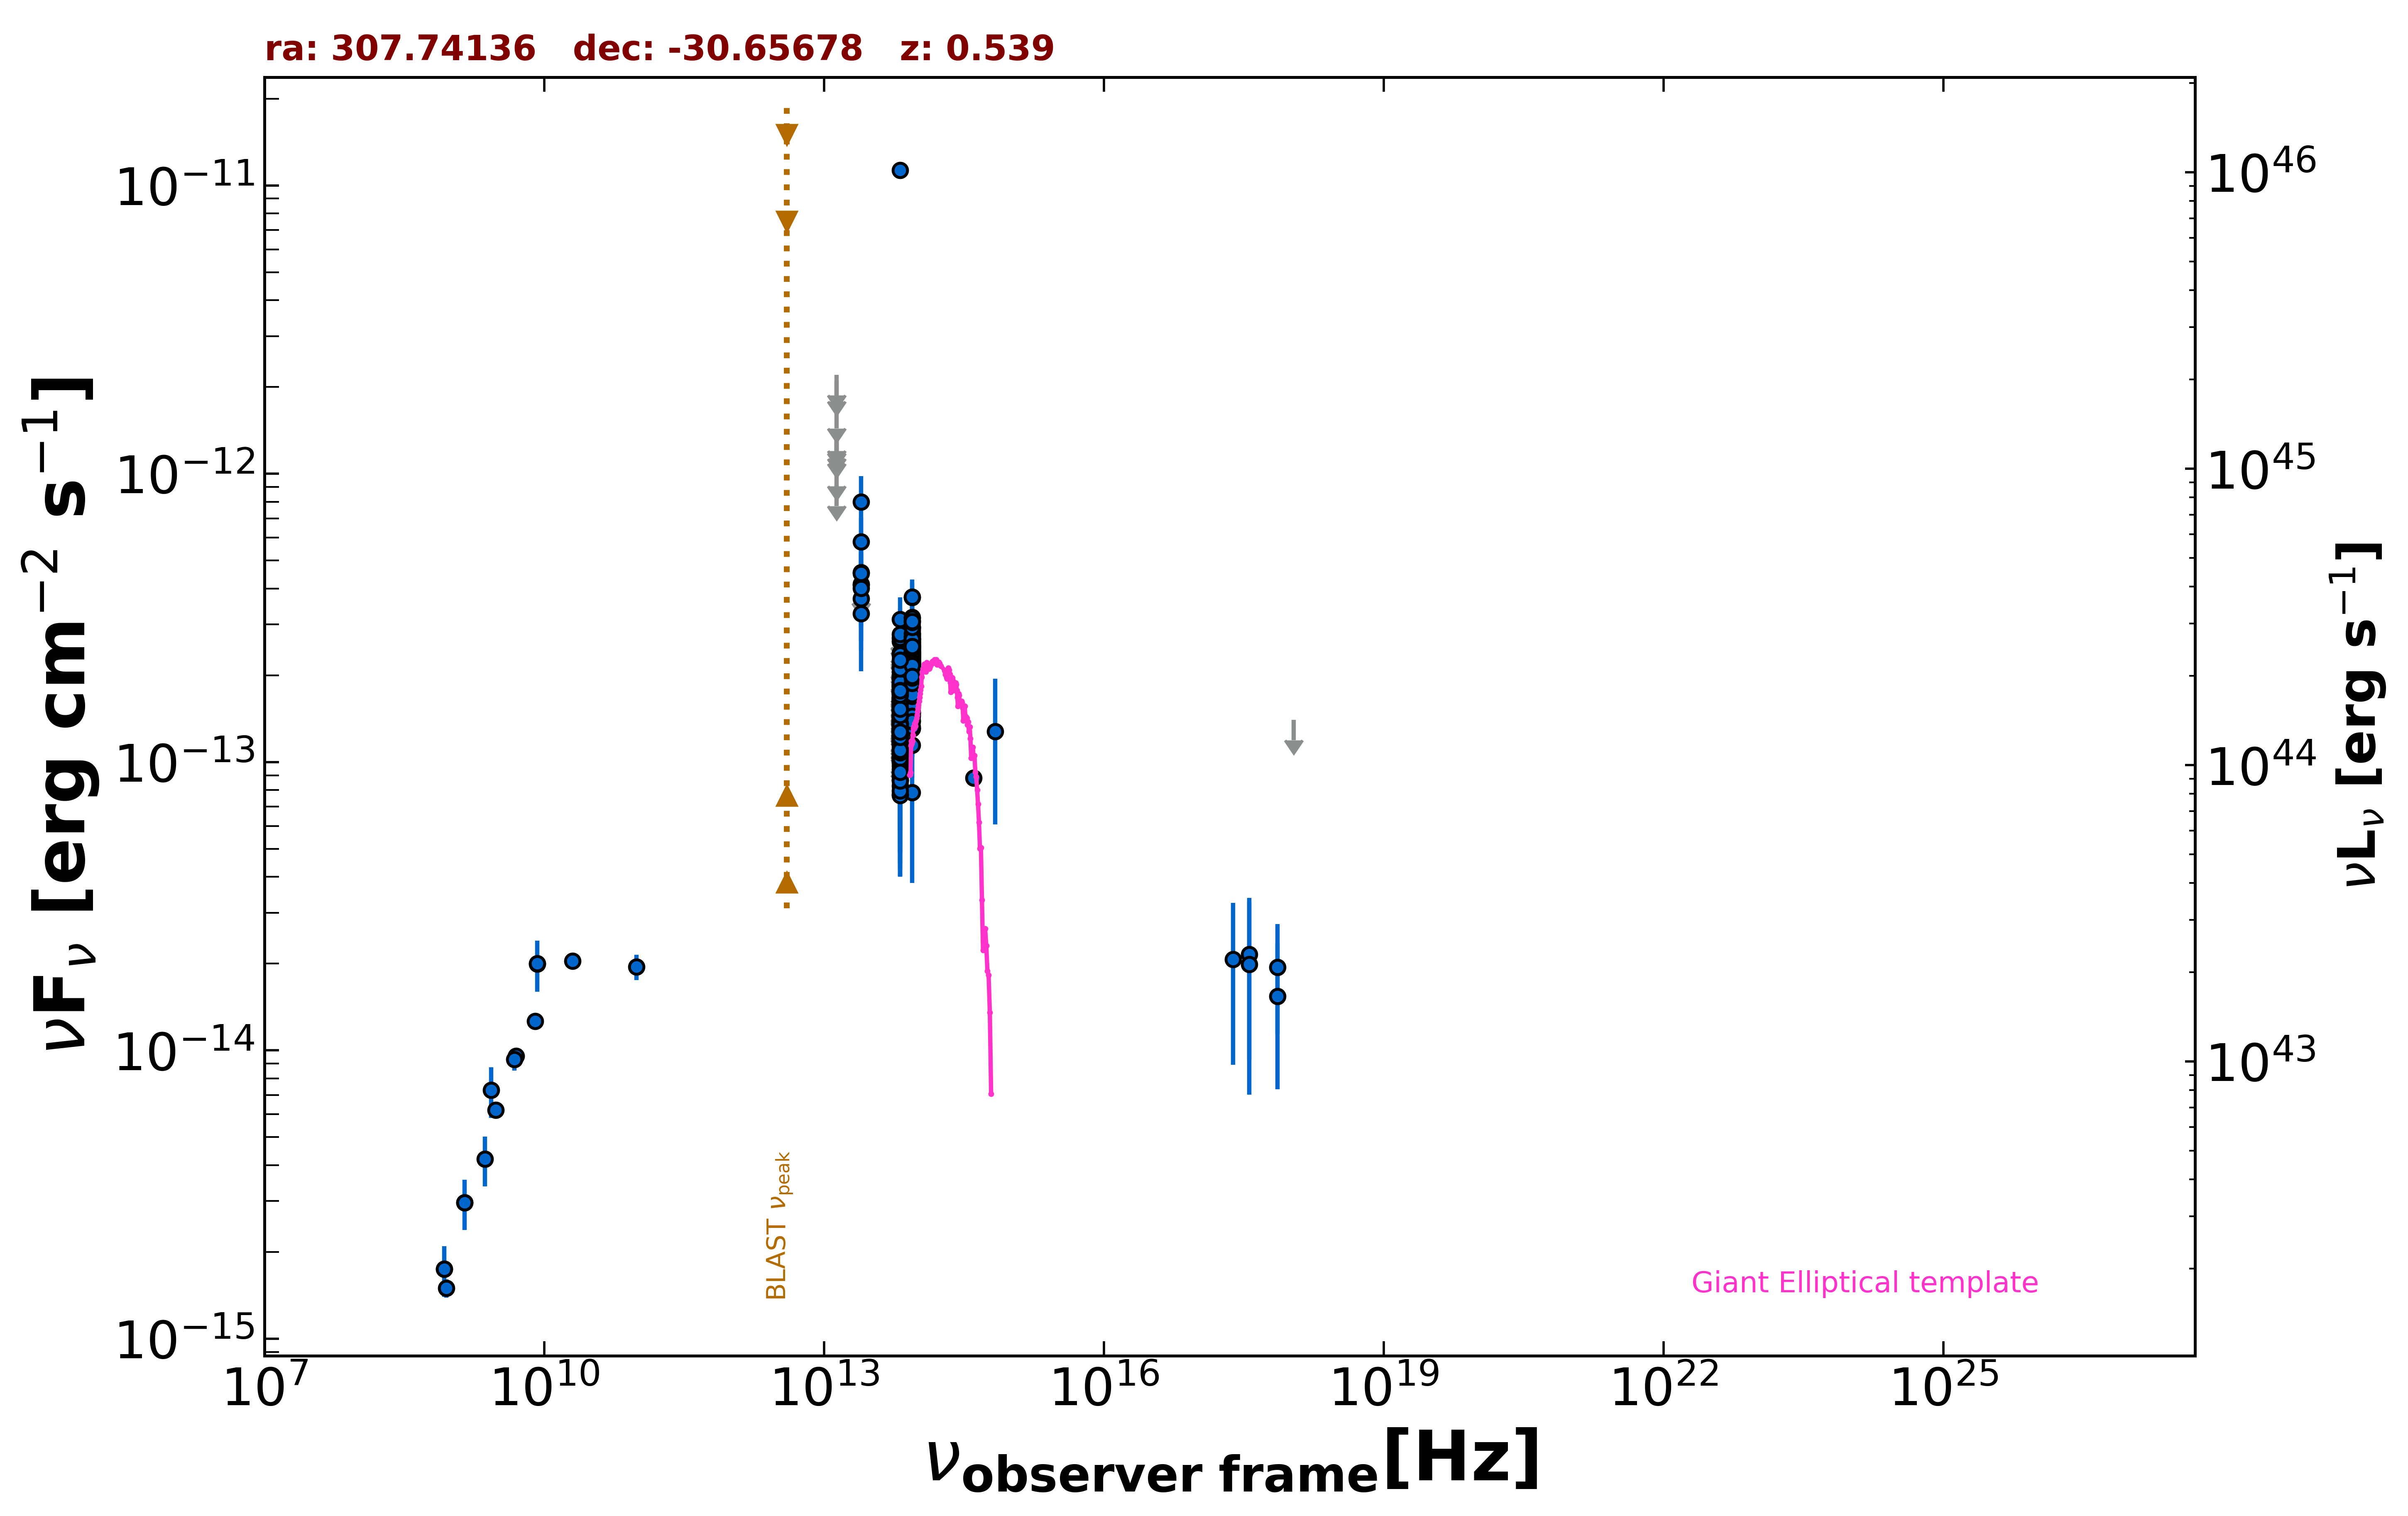 ra: 307.74136   dec: -30.65678   z: 0.539
νFν [erg cm−2 s−1]
10−11
10−12
10−13
10−14
10−15
1046
1045
1044
1043
νLν [erg s−1]
BLAST νpeak
Giant Elliptical template
107 1010 1013 1016 1019 1022 1025
νobserver frame[Hz]